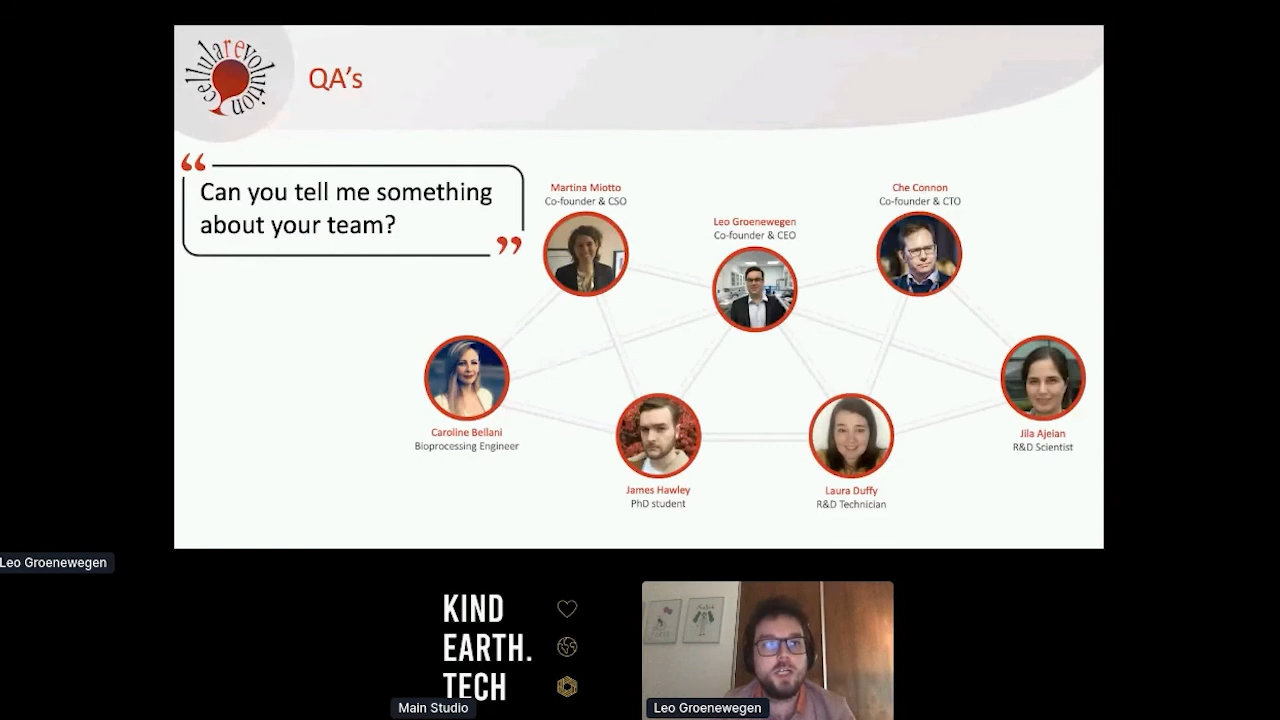 cellularevolution
QA's
“
Can you tell me something
about your team?
”
Martina Miotto
Co-founder & CSO
Leo Groenewegen
Co-founder & CEO
Che Connon
Co-founder & CTO
Caroline Bellani
Bioprocessing Engineer
James Hawley
PhD student
Laura Duffy
R&D Technician
Jila Ajeian
R&D Scientist
Leo Groenewegen
KIND
EARTH.
TECH
Main Studio
Leo Groenewegen